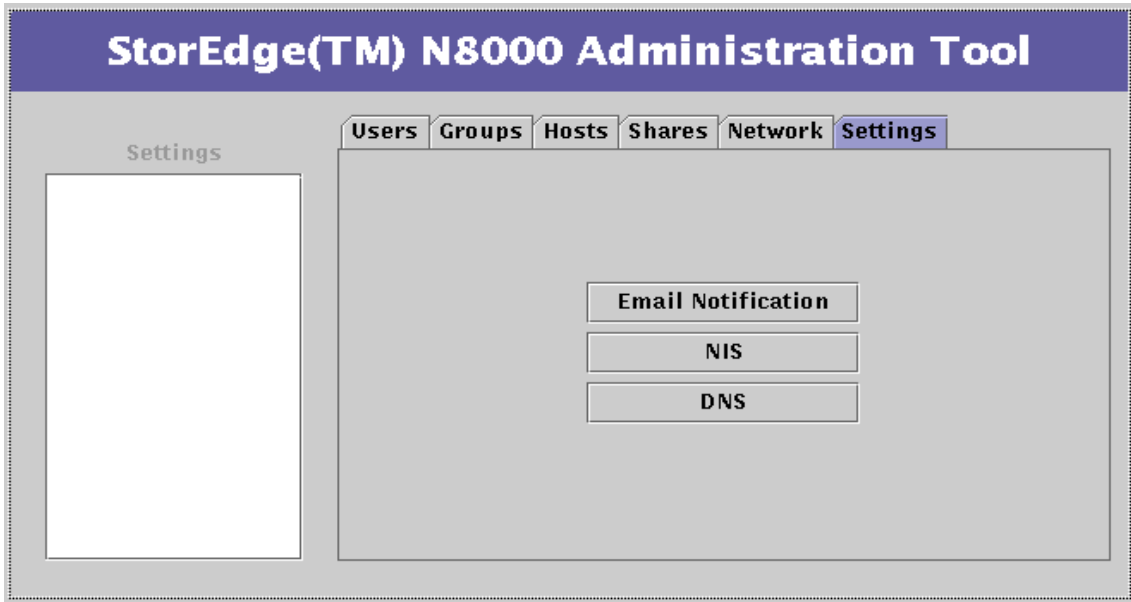 StorEdge(TM) N8000 Administration Tool
Users Groups Hosts Shares Network Settings
Settings
Email Notification
NIS
DNS